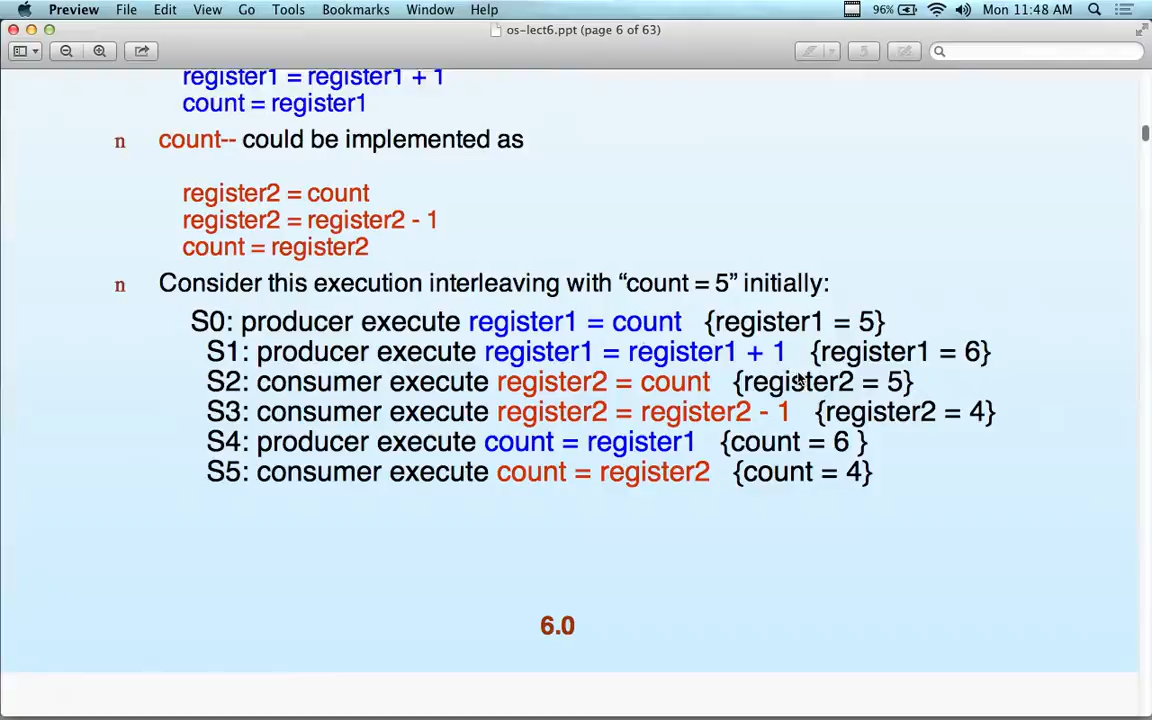 Preview File Edit View Go Tools Bookmarks Window Help 96% Mon 11:48 AM
os-lect6.ppt (page 6 of 63)
register1 = register1 + 1
count = register1
n count-- could be implemented as
register2 = count
register2 = register2 - 1
count = register2
n Consider this execution interleaving with “count = 5” initially:
S0: producer execute register1 = count {register1 = 5}
S1: producer execute register1 = register1 + 1 {register1 = 6}
S2: consumer execute register2 = count {register2 = 5}
S3: consumer execute register2 = register2 - 1 {register2 = 4}
S4: producer execute count = register1 {count = 6 }
S5: consumer execute count = register2 {count = 4}
6.0